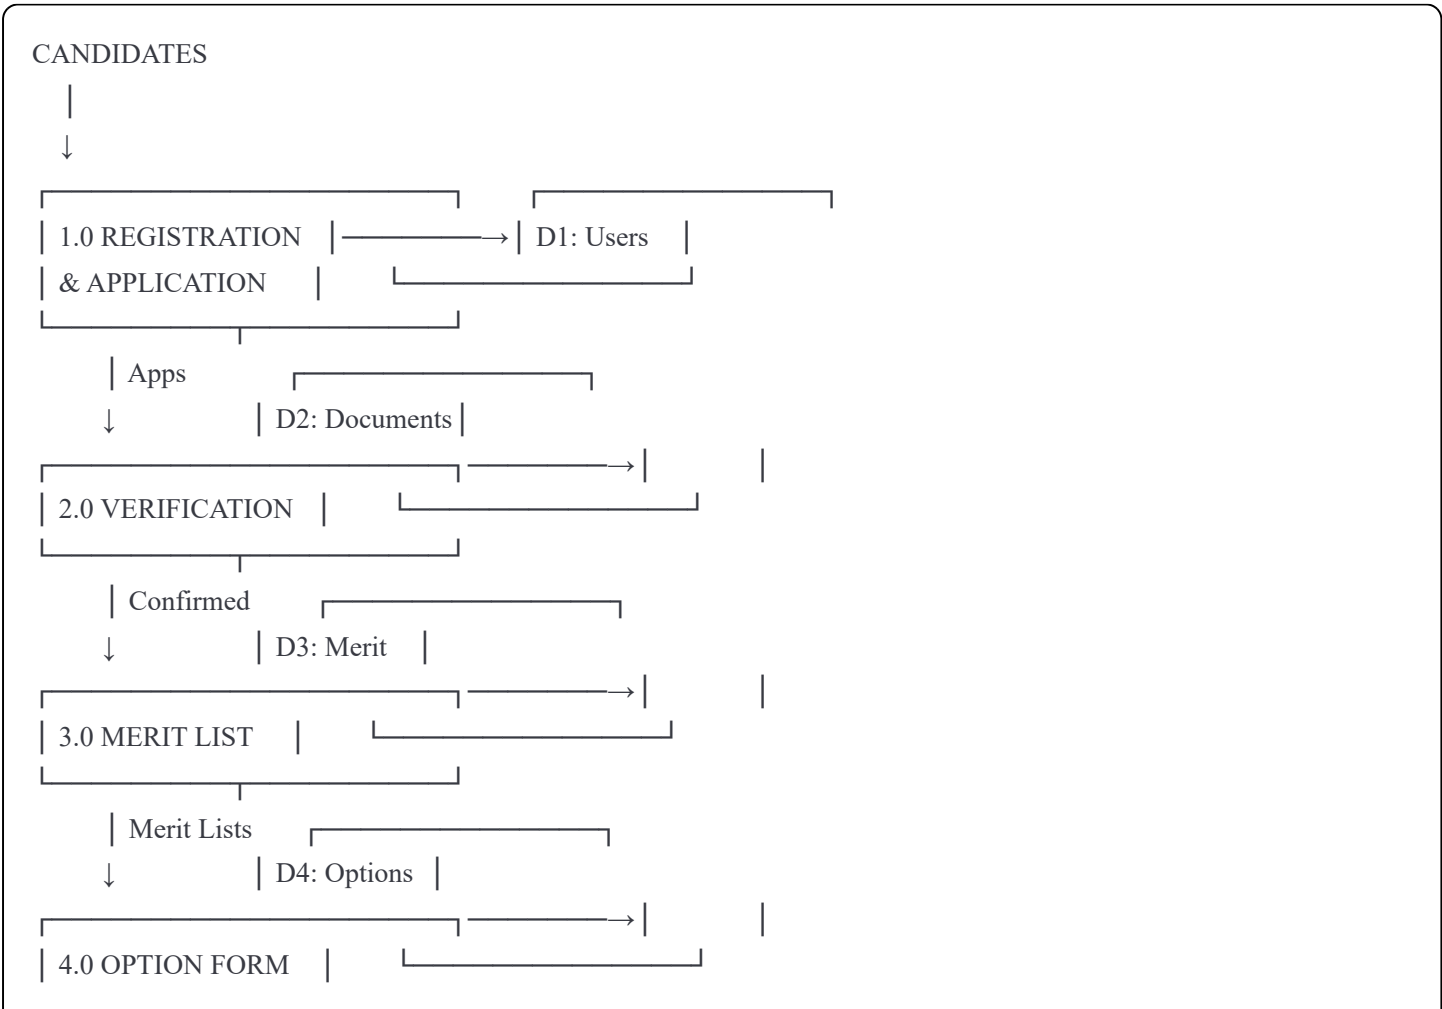 CANDIDATES
1.0 REGISTRATION D1: Users
& APPLICATION
Apps
D2: Documents
2.0 VERIFICATION
Confirmed
D3: Merit
3.0 MERIT LIST
Merit Lists
D4: Options
4.0 OPTION FORM